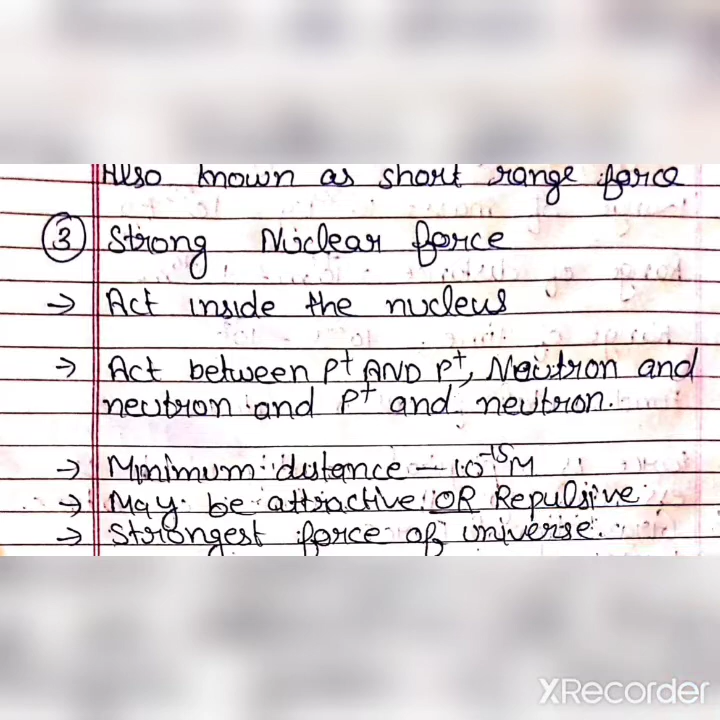 Also known as short range force
③ Strong Nuclear force
→ Act inside the nucleus
→ Act between P⁺ AND P⁺, Neutron and
neutron and P⁺ and neutron.
→ Minimum distance — 10⁻¹⁵M
→ May be attractive OR Repulsive
→ Strongest force of universe.
XRecorder